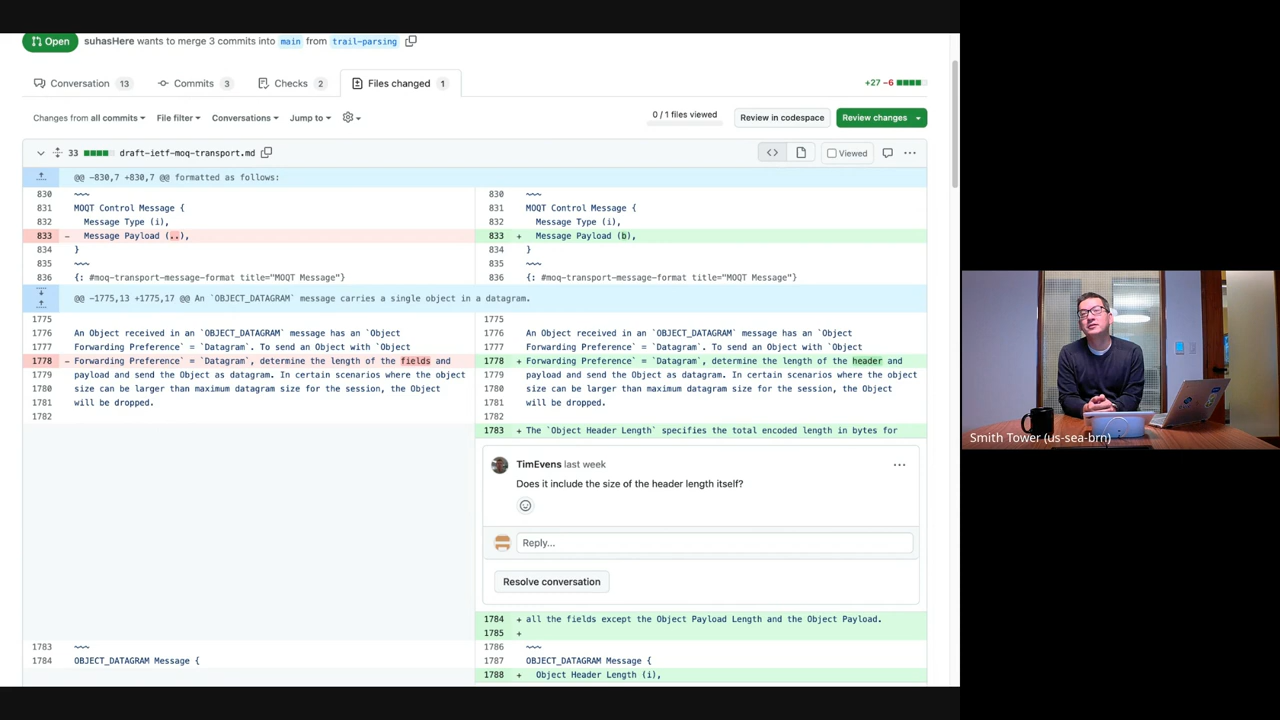 Open suhasHere wants to merge 3 commits into main from trail-parsing
Conversation 13 Commits 3 Checks 2 Files changed 1 +27 −6
Changes from all commits File filter Conversations Jump to 0 / 1 files viewed Review in codespace Review changes
33 draft-ietf-moq-transport.md Viewed
@@ -830,7 +830,7 @@ formatted as follows:
830 ~~~ 830 ~~~
831 MOQT Control Message { 831 MOQT Control Message {
832 Message Type (i), 832 Message Type (i),
833 - Message Payload (..), 833 + Message Payload (b),
834 } 834 }
835 ~~~ 835 ~~~
836 {: #moq-transport-message-format title="MOQT Message"} 836 {: #moq-transport-message-format title="MOQT Message"}
@@ -1775,13 +1775,17 @@ An `OBJECT_DATAGRAM` message carries a single object in a datagram.
1775 1775
1776 An Object received in an `OBJECT_DATAGRAM` message has an `Object 1776 An Object received in an `OBJECT_DATAGRAM` message has an `Object
1777 Forwarding Preference` = `Datagram`. To send an Object with `Object 1777 Forwarding Preference` = `Datagram`. To send an Object with `Object
1778 - Forwarding Preference` = `Datagram`, determine the length of the fields and 1778 + Forwarding Preference` = `Datagram`, determine the length of the header and
1779 payload and send the Object as datagram. In certain scenarios where the object 1779 payload and send the Object as datagram. In certain scenarios where the object
1780 size can be larger than maximum datagram size for the session, the Object 1780 size can be larger than maximum datagram size for the session, the Object
1781 will be dropped. 1781 will be dropped.
1782 1782
1783 + The `Object Header Length` specifies the total encoded length in bytes for
TimEvens last week
Does it include the size of the header length itself?
Reply...
Resolve conversation
1784 + all the fields except the Object Payload Length and the Object Payload.
1785 +
1783 ~~~ 1786 ~~~
1784 OBJECT_DATAGRAM Message { 1787 OBJECT_DATAGRAM Message {
1788 + Object Header Length (i),
Smith Tower (us-sea-brn)